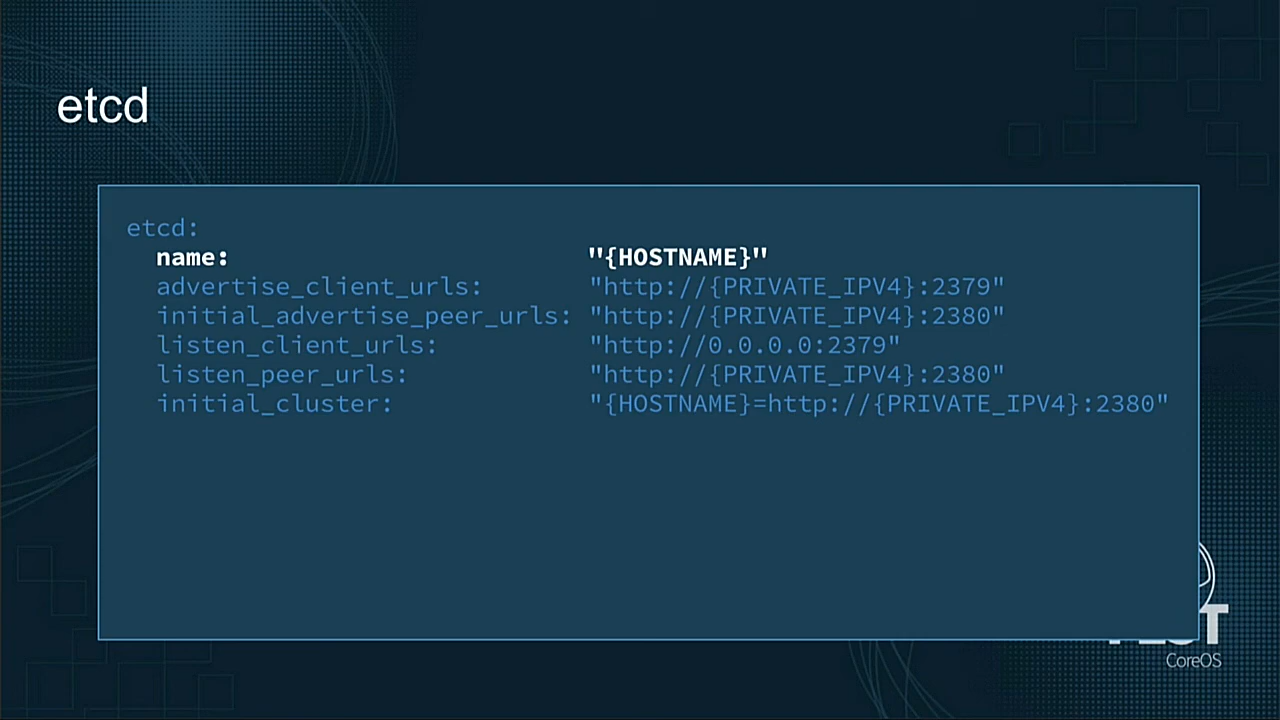 etcd
etcd:
name: "{HOSTNAME}"
advertise_client_urls: "http://{PRIVATE_IPV4}:2379"
initial_advertise_peer_urls: "http://{PRIVATE_IPV4}:2380"
listen_client_urls: "http://0.0.0.0:2379"
listen_peer_urls: "http://{PRIVATE_IPV4}:2380"
initial_cluster: "{HOSTNAME}=http://{PRIVATE_IPV4}:2380"
CoreOS